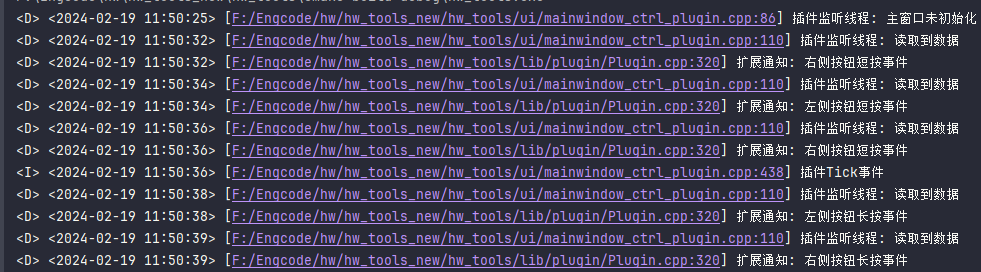 <D> <2024-02-19 11:50:25> [F:/Engcode/hw/hw_tools_new/hw_tools/ui/mainwindow_ctrl_plugin.cpp:86] 插件监听线程: 主窗口未初始化
<D> <2024-02-19 11:50:32> [F:/Engcode/hw/hw_tools_new/hw_tools/ui/mainwindow_ctrl_plugin.cpp:110] 插件监听线程: 读取到数据
<D> <2024-02-19 11:50:32> [F:/Engcode/hw/hw_tools_new/hw_tools/lib/plugin/Plugin.cpp:320] 扩展通知: 右侧按钮短按事件
<D> <2024-02-19 11:50:34> [F:/Engcode/hw/hw_tools_new/hw_tools/ui/mainwindow_ctrl_plugin.cpp:110] 插件监听线程: 读取到数据
<D> <2024-02-19 11:50:34> [F:/Engcode/hw/hw_tools_new/hw_tools/lib/plugin/Plugin.cpp:320] 扩展通知: 左侧按钮短按事件
<D> <2024-02-19 11:50:36> [F:/Engcode/hw/hw_tools_new/hw_tools/ui/mainwindow_ctrl_plugin.cpp:110] 插件监听线程: 读取到数据
<D> <2024-02-19 11:50:36> [F:/Engcode/hw/hw_tools_new/hw_tools/lib/plugin/Plugin.cpp:320] 扩展通知: 右侧按钮短按事件
<I> <2024-02-19 11:50:36> [F:/Engcode/hw/hw_tools_new/hw_tools/lib/plugin/Plugin.cpp:438] 插件Tick事件
<D> <2024-02-19 11:50:38> [F:/Engcode/hw/hw_tools_new/hw_tools/ui/mainwindow_ctrl_plugin.cpp:110] 插件监听线程: 读取到数据
<D> <2024-02-19 11:50:38> [F:/Engcode/hw/hw_tools_new/hw_tools/lib/plugin/Plugin.cpp:320] 扩展通知: 左侧按钮长按事件
<D> <2024-02-19 11:50:39> [F:/Engcode/hw/hw_tools_new/hw_tools/ui/mainwindow_ctrl_plugin.cpp:110] 插件监听线程: 读取到数据
<D> <2024-02-19 11:50:39> [F:/Engcode/hw/hw_tools_new/hw_tools/lib/plugin/Plugin.cpp:320] 扩展通知: 右侧按钮长按事件